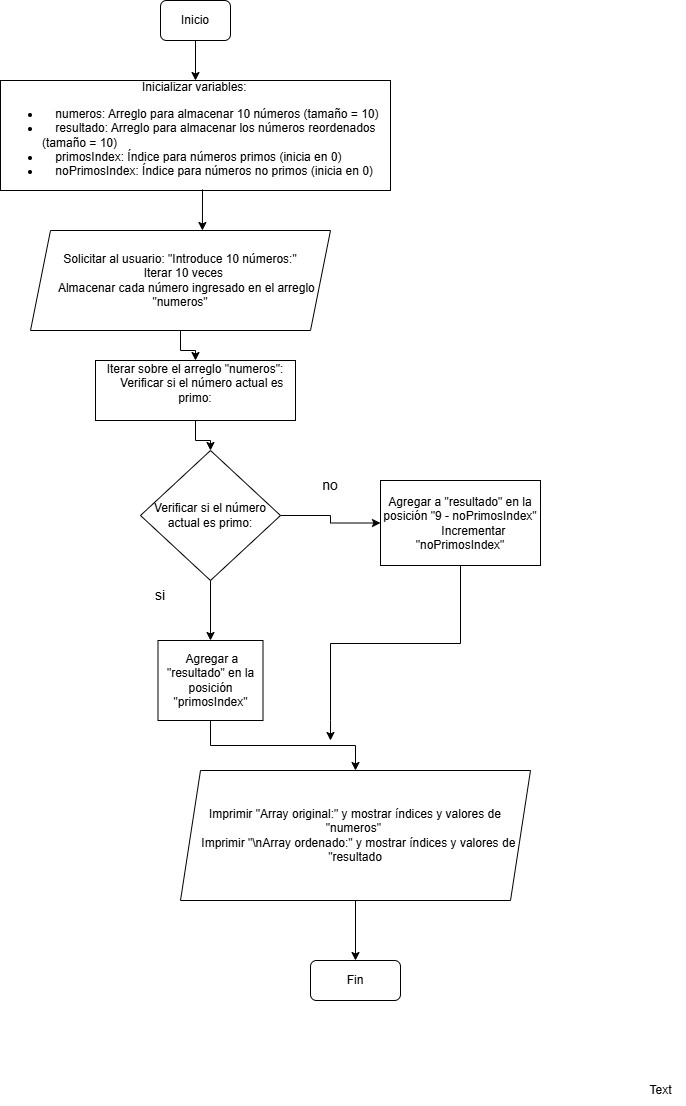 Inicio
Inicializar variables:
numeros: Arreglo para almacenar 10 números (tamaño = 10)
resultado: Arreglo para almacenar los números reordenados
(tamaño = 10)
primosIndex: Índice para números primos (inicia en 0)
noPrimosIndex: Índice para números no primos (inicia en 0)
Solicitar al usuario: "Introduce 10 números:"
Iterar 10 veces
Almacenar cada número ingresado en el arreglo
"numeros"
Iterar sobre el arreglo "numeros":
Verificar si el número actual es
primo:
Verificar si el número
actual es primo:
no
Agregar a "resultado" en la
posición "9 - noPrimosIndex"
Incrementar
"noPrimosIndex"
si
Agregar a
"resultado" en la
posición
"primosIndex"
Imprimir "Array original:" y mostrar índices y valores de
"numeros"
Imprimir "\nArray ordenado:" y mostrar índices y valores de
"resultado
Fin
Text